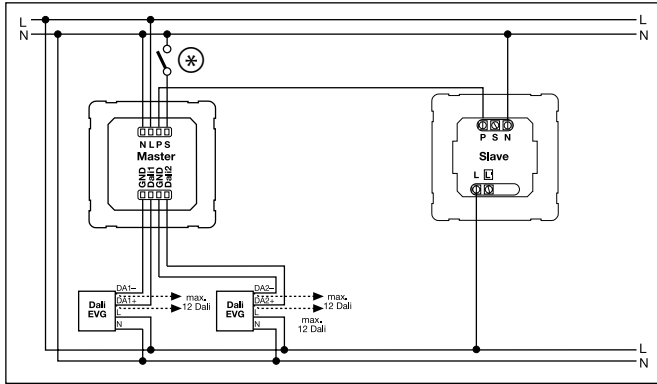 L L
N N
*
N L P S
Master
GND
Dali1
GND
Dali2
P S N
Slave
L L'
DA1–
DA1+
L
N
Dali
EVG
max.
12 Dali
DA2–
DA2+
L
N
Dali
EVG
max.
12 Dali
max.
12 Dali
L
N